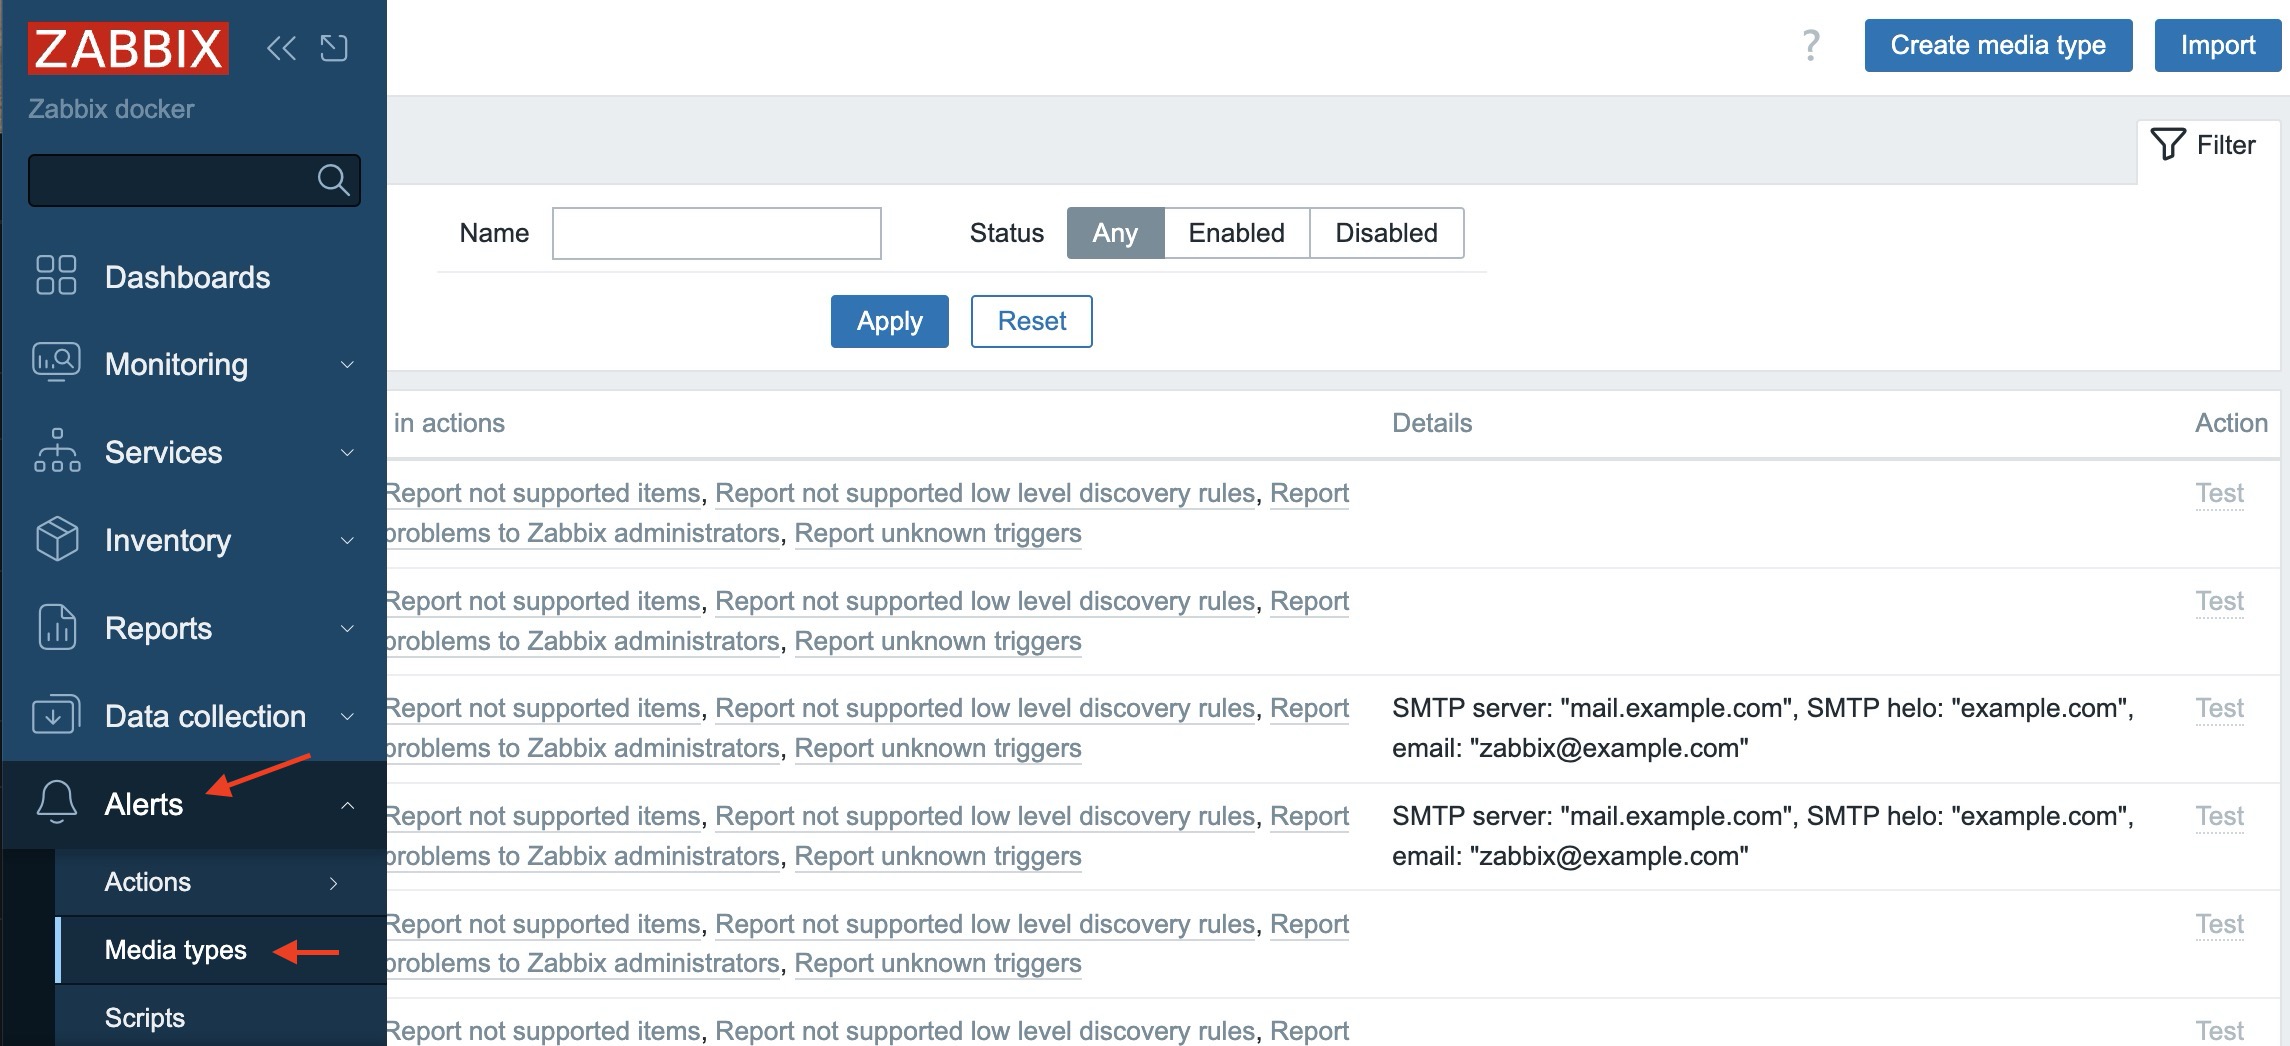 ZABBIX
Zabbix docker
Dashboards
Monitoring
Services
Inventory
Reports
Data collection
Alerts
Actions
Media types
Scripts
? Create media type Import
Filter
Name Status Any Enabled Disabled
Apply Reset
in actions Details Action
Report not supported items, Report not supported low level discovery rules, Report Test
problems to Zabbix administrators, Report unknown triggers
Report not supported items, Report not supported low level discovery rules, Report Test
problems to Zabbix administrators, Report unknown triggers
Report not supported items, Report not supported low level discovery rules, Report SMTP server: "mail.example.com", SMTP helo: "example.com", Test
problems to Zabbix administrators, Report unknown triggers email: "zabbix@example.com"
Report not supported items, Report not supported low level discovery rules, Report SMTP server: "mail.example.com", SMTP helo: "example.com", Test
problems to Zabbix administrators, Report unknown triggers email: "zabbix@example.com"
Report not supported items, Report not supported low level discovery rules, Report Test
problems to Zabbix administrators, Report unknown triggers
Report not supported items, Report not supported low level discovery rules, Report Test